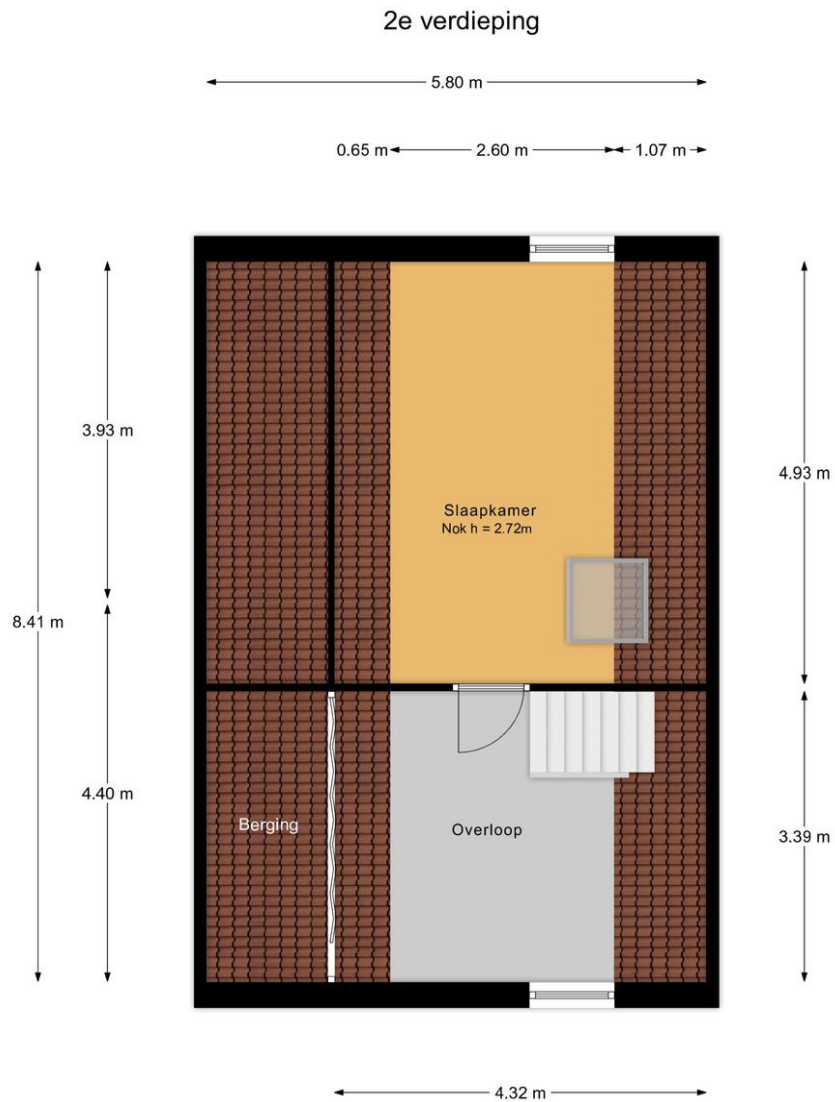 2e verdieping
5.80 m
0.65 m
2.60 m
1.07 m
3.93 m
4.93 m
Slaapkamer
Nok h = 2.72m
8.41 m
4.40 m
Berging
Overloop
3.39 m
4.32 m